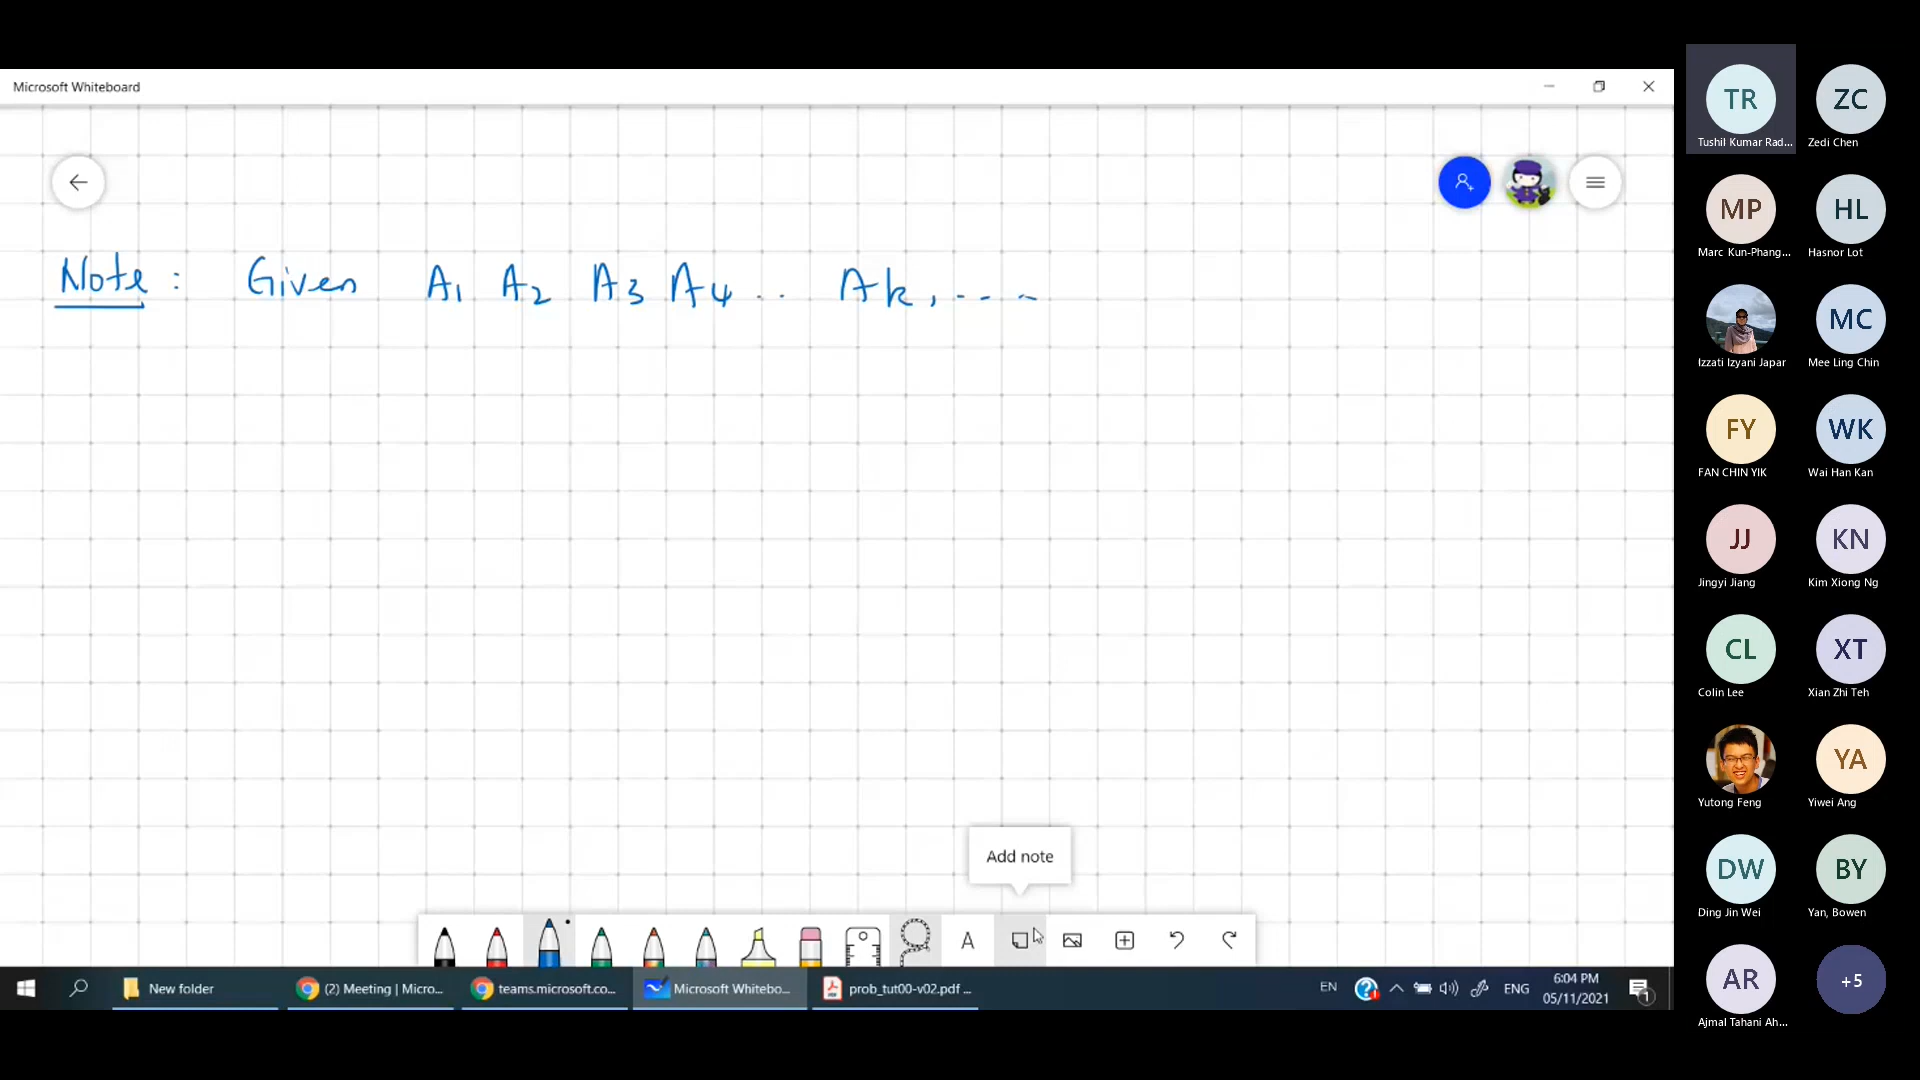 Microsoft Whiteboard
Note : Given A1 A2 A3 A4 .. Ak, ----
Add note
A
New folder
(2) Meeting | Micro...
teams.microsoft.co...
Microsoft Whitebo...
prob_tut00-v02.pdf ...
EN
ENG
6:04 PM
05/11/2021
1
TR
Tushil Kumar Rad...
ZC
Zedi Chen
MP
Marc Kun-Phang...
HL
Hasnor Lot
Izzati Izyani Japar
MC
Mee Ling Chin
FY
FAN CHIN YIK
WK
Wai Han Kan
JJ
Jingyi Jiang
KN
Kim Xiong Ng
CL
Colin Lee
XT
Xian Zhi Teh
Yutong Feng
YA
Yiwei Ang
DW
Ding Jin Wei
BY
Yan, Bowen
AR
Ajmal Tahani Ah...
+5